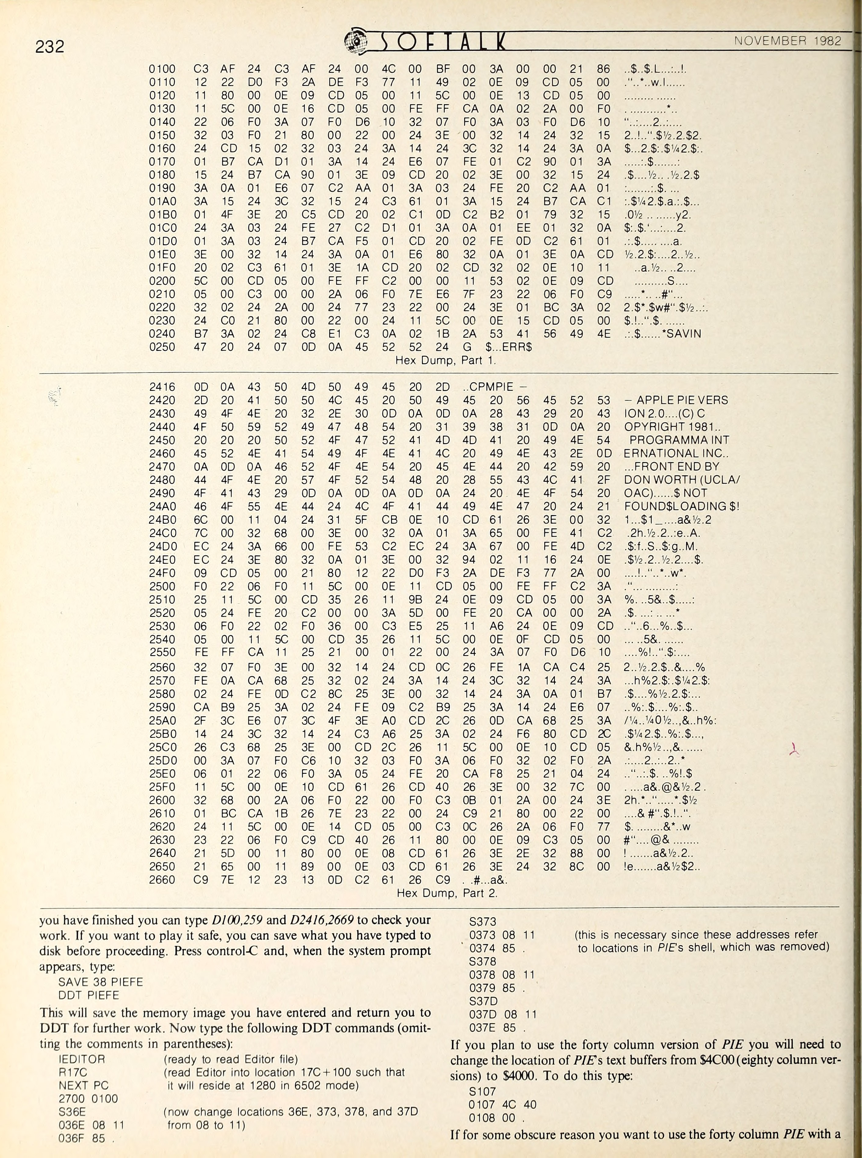 232
SOFTALK
NOVEMBER 1982
0100 C3 AF 24 C3 AF 24 00 4C 00 BF 00 3A 00 00 21 86 ..$..$.L...:..!.
0110 12 22 D0 F3 2A DE F3 77 11 49 02 0E 09 CD 05 00 ."..*..w.I......
0120 11 80 00 0E 09 CD 05 00 11 5C 00 0E 13 CD 05 00 ......... ......
0130 11 5C 00 0E 16 CD 05 00 FE FF CA 0A 02 2A 00 F0 . ...........*..
0140 22 06 F0 3A 07 F0 D6 10 32 07 F0 3A 03 F0 D6 10 "..:....2..:....
0150 32 03 F0 21 80 00 22 00 24 3E 00 32 14 24 32 15 2..!..".$½.2.$2.
0160 24 CD 15 02 32 03 24 3A 14 24 3C 32 14 24 3A 0A $...2.$:.$¼2.$:.
0170 01 B7 CA D1 01 3A 14 24 E6 07 FE 01 C2 90 01 3A .....:.$.......:
0180 15 24 B7 CA 90 01 3E 09 CD 20 02 3E 00 32 15 24 .$....½.. .½.2.$
0190 3A 0A 01 E6 07 C2 AA 01 3A 03 24 FE 20 C2 AA 01 :.......:.$. ...
01A0 3A 15 24 3C 32 15 24 C3 61 01 3A 15 24 B7 CA C1 :.$¼2.$.a.:.$...
01B0 01 4F 3E 20 C5 CD 20 02 C1 0D C2 B2 01 79 32 15 .0½ .. ......y2.
01C0 24 3A 03 24 FE 27 C2 D1 01 3A 0A 01 EE 01 32 0A $:.$.'...:....2.
01D0 01 3A 03 24 B7 CA F5 01 CD 20 02 FE 0D C2 61 01 .:.$..... ....a.
01E0 3E 00 32 14 24 3A 0A 01 E6 80 32 0A 01 3E 0A CD ½.2.$:....2..½..
01F0 20 02 C3 61 01 3E 1A CD 20 02 CD 32 02 0E 10 11 ..a.½.. ..2....
0200 5C 00 CD 05 00 FE FF C2 00 00 11 53 02 0E 09 CD ...........S....
0210 05 00 C3 00 00 2A 06 F0 7E E6 7F 23 22 06 F0 C9 .....*.. ..#"...
0220 32 02 24 2A 00 24 77 23 22 00 24 3E 01 BC 3A 02 2.$*.$w#".$½..:.
0230 24 C0 21 80 00 22 00 24 11 5C 00 0E 15 CD 05 00 $.!..".$. ......
0240 B7 3A 02 24 C8 E1 C3 0A 02 1B 2A 53 41 56 49 4E .:.$......*SAVIN
0250 47 20 24 07 0D 0A 45 52 52 24 G $...ERR$
Hex Dump, Part 1.
2416 0D 0A 43 50 4D 50 49 45 20 2D ..CPMPIE –
2420 2D 20 41 50 50 4C 45 20 50 49 45 20 56 45 52 53 – APPLE PIE VERS
2430 49 4F 4E 20 32 2E 30 0D 0A 0D 0A 28 43 29 20 43 ION 2.0....(C) C
2440 4F 50 59 52 49 47 48 54 20 31 39 38 31 0D 0A 20 OPYRIGHT 1981..
2450 20 20 20 50 52 4F 47 52 41 4D 4D 41 20 49 4E 54 PROGRAMMA INT
2460 45 52 4E 41 54 49 4F 4E 41 4C 20 49 4E 43 2E 0D ERNATIONAL INC..
2470 0A 0D 0A 46 52 4F 4E 54 20 45 4E 44 20 42 59 20 ...FRONT END BY
2480 44 4F 4E 20 57 4F 52 54 48 20 28 55 43 4C 41 2F DON WORTH (UCLA/
2490 4F 41 43 29 0D 0A 0D 0A 0D 0A 24 20 4E 4F 54 20 OAC)......$ NOT
24A0 46 4F 55 4E 44 24 4C 4F 41 44 49 4E 47 20 24 21 FOUND$LOADING $!
24B0 6C 00 11 04 24 31 5F CB 0E 10 CD 61 26 3E 00 32 1...$1_....a&½.2
24C0 7C 00 32 68 00 3E 00 32 0A 01 3A 65 00 FE 41 C2 .2h.½.2..:e..A.
24D0 EC 24 3A 66 00 FE 53 C2 EC 24 3A 67 00 FE 4D C2 .$:f..S..$:g..M.
24E0 EC 24 3E 80 32 0A 01 3E 00 32 94 02 11 16 24 0E .$½.2..½.2....$.
24F0 09 CD 05 00 21 80 12 22 D0 F3 2A DE F3 77 2A 00 ....!.."..*..w*.
2500 F0 22 06 F0 11 5C 00 0E 11 CD 05 00 FE FF C2 3A ."... ..........:
2510 25 11 5C 00 CD 35 26 11 9B 24 0E 09 CD 05 00 3A %. ..5&..$.....:
2520 05 24 FE 20 C2 00 00 3A 5D 00 FE 20 CA 00 00 2A .$. ...:.. .. ...*
2530 06 F0 22 02 F0 36 00 C3 E5 25 11 A6 24 0E 09 CD .."..6...%..$...
2540 05 00 11 5C 00 CD 35 26 11 5C 00 0E 0F CD 05 00 ... ..5&. ......
2550 FE FF CA 11 25 21 00 01 22 00 24 3A 07 F0 D6 10 ....%!..".$:....
2560 32 07 F0 3E 00 32 14 24 CD 0C 26 FE 1A CA C4 25 2..½.2.$..&....%
2570 FE 0A CA 68 25 32 02 24 3A 14 24 3C 32 14 24 3A ...h%2.$:.$¼2.$:
2580 02 24 FE 0D C2 8C 25 3E 00 32 14 24 3A 0A 01 B7 .$....%½.2.$:...
2590 CA B9 25 3A 02 24 FE 09 C2 B9 25 3A 14 24 E6 07 ..%:.$....%:.$..
25A0 2F 3C E6 07 3C 4F 3E A0 CD 2C 26 0D CA 68 25 3A /¼..¼0½..,&..h%:
25B0 14 24 3C 32 14 24 C3 A6 25 3A 02 24 F6 80 CD 2C .$¼2.$..%:.$...,
25C0 26 C3 68 25 3E 00 CD 2C 26 11 5C 00 0E 10 CD 05 &.h%½..,&. .....
25D0 00 3A 07 F0 C6 10 32 03 F0 3A 06 F0 32 02 F0 2A .:....2..:..2..*
25E0 06 01 22 06 F0 3A 05 24 FE 20 CA F8 25 21 04 24 .."..:.$. ..%!.$
25F0 11 5C 00 0E 10 CD 61 26 CD 40 26 3E 00 32 7C 00 . ....a&.@&½.2 .
2600 32 68 00 2A 06 F0 22 00 F0 C3 0B 01 2A 00 24 3E 2h.*..".....*.$½
2610 01 BC CA 1B 26 7E 23 22 00 24 C9 21 80 00 22 00 ....& #".$.!..".
2620 24 11 5C 00 0E 14 CD 05 00 C3 0C 26 2A 06 F0 77 $. ........&*..w
2630 23 22 06 F0 C9 CD 40 26 11 80 00 0E 09 C3 05 00 #"....@& ........
2640 21 5D 00 11 80 00 0E 08 CD 61 26 3E 2E 32 88 00 ! .......a&½.2..
2650 21 65 00 11 89 00 0E 03 CD 61 26 3E 24 32 8C 00 !e.......a&½$2..
2660 C9 7E 12 23 13 0D C2 61 26 C9 . .#...a&.
Hex Dump, Part 2.
you have finished you can type D100,259 and D2416,2669 to check your
work. If you want to play it safe, you can save what you have typed to
disk before proceeding. Press control-C and, when the system prompt
appears, type:
SAVE 38 PIEFE
DDT PIEFE
This will save the memory image you have entered and return you to
DDT for further work. Now type the following DDT commands (omit-
ting the comments in parentheses):
IEDITOR (ready to read Editor file)
R17C (read Editor into location 17C+100 such that
NEXT PC it will reside at 1280 in 6502 mode)
2700 0100
S36E (now change locations 36E, 373, 378, and 37D
036E 08 11 from 08 to 11)
036F 85 .
S373
0373 08 11 (this is necessary since these addresses refer
0374 85 . to locations in PIE's shell, which was removed)
S378
0378 08 11
0379 85 .
S37D
037D 08 11
037E 85 .
If you plan to use the forty column version of PIE you will need to
change the location of PIE's text buffers from $4C00 (eighty column ver-
sions) to $4000. To do this type:
S107
0107 4C 40
0108 00 .
If for some obscure reason you want to use the forty column PIE with a